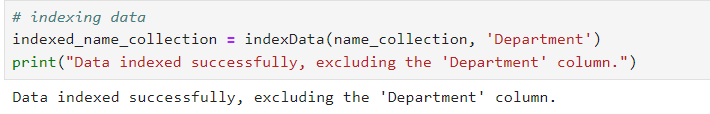 # indexing data
indexed_name_collection = indexData(name_collection, 'Department')
print("Data indexed successfully, excluding the 'Department' column.")
Data indexed successfully, excluding the 'Department' column.